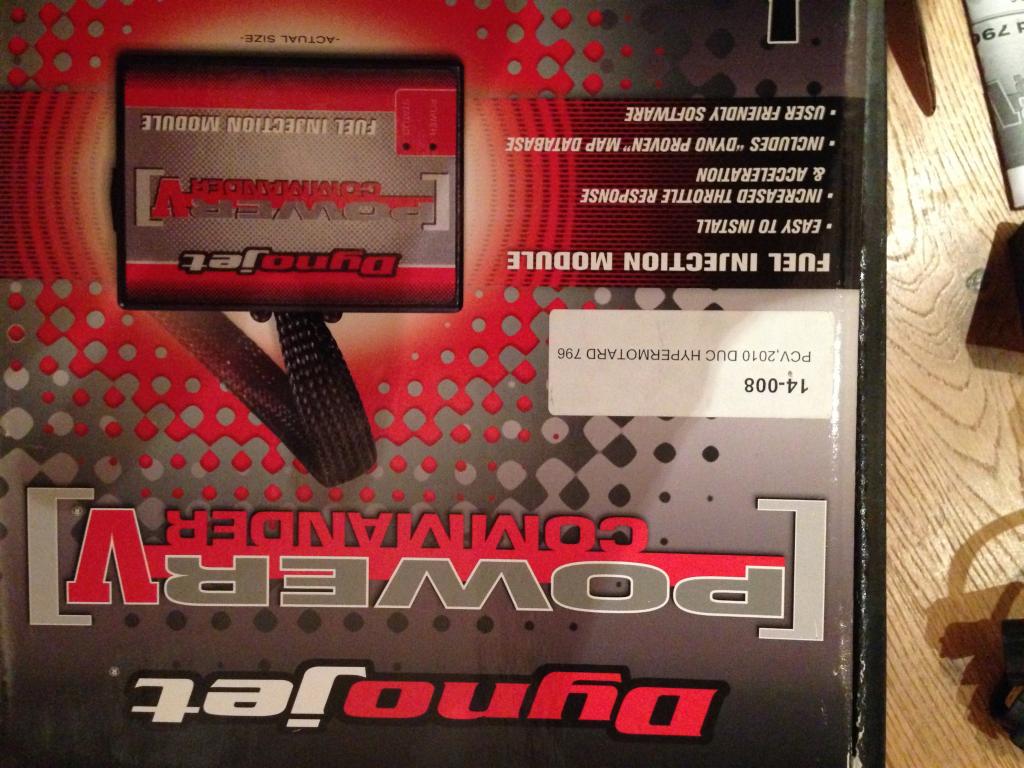 Dynojet®
[POWER V]®
COMMANDER
14-008
PCV,2010 DUC HYPERMOTARD 796
FUEL INJECTION MODULE
• EASY TO INSTALL
• INCREASED THROTTLE RESPONSE
& ACCELERATION
• INCLUDES "DYNO PROVEN" MAP DATABASE
• USER FRIENDLY SOFTWARE
Dynojet
[POWER V]
COMMANDER
FUEL INJECTION MODULE
-ACTUAL SIZE-